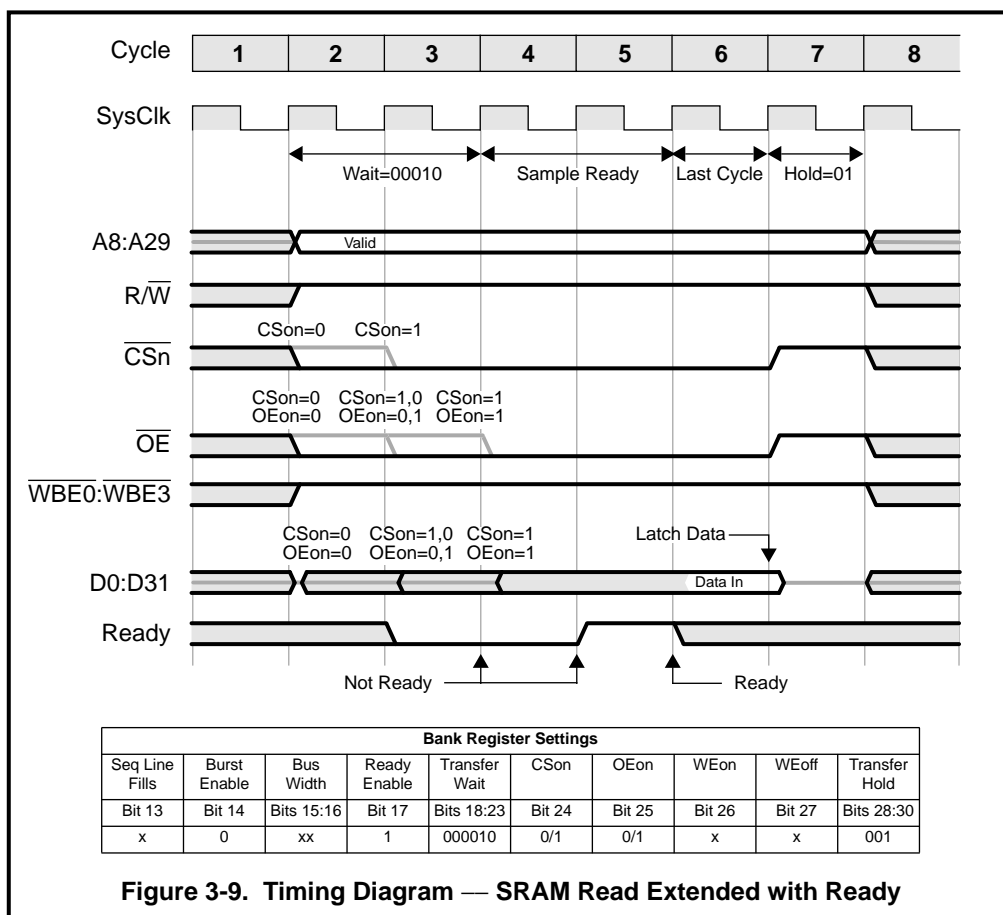 Cycle 1 2 3 4 5 6 7 8
SysClk
Wait=00010 Sample Ready Last Cycle Hold=01
A8:A29 Valid
R/W̅
CSon=0 CSon=1
C̅S̅n̅
CSon=0 CSon=1,0 CSon=1
OEon=0 OEon=0,1 OEon=1
O̅E̅
W̅B̅E̅0̅:W̅B̅E̅3̅
CSon=0 CSon=1,0 CSon=1 Latch Data
OEon=0 OEon=0,1 OEon=1
D0:D31 Data In
Ready
Not Ready Ready
Bank Register Settings
Seq Line Burst Bus Ready Transfer CSon OEon WEon WEoff Transfer
Fills Enable Width Enable Wait Hold
Bit 13 Bit 14 Bits 15:16 Bit 17 Bits 18:23 Bit 24 Bit 25 Bit 26 Bit 27 Bits 28:30
x 0 xx 1 000010 0/1 0/1 x x 001
Figure 3-9. Timing Diagram –– SRAM Read Extended with Ready